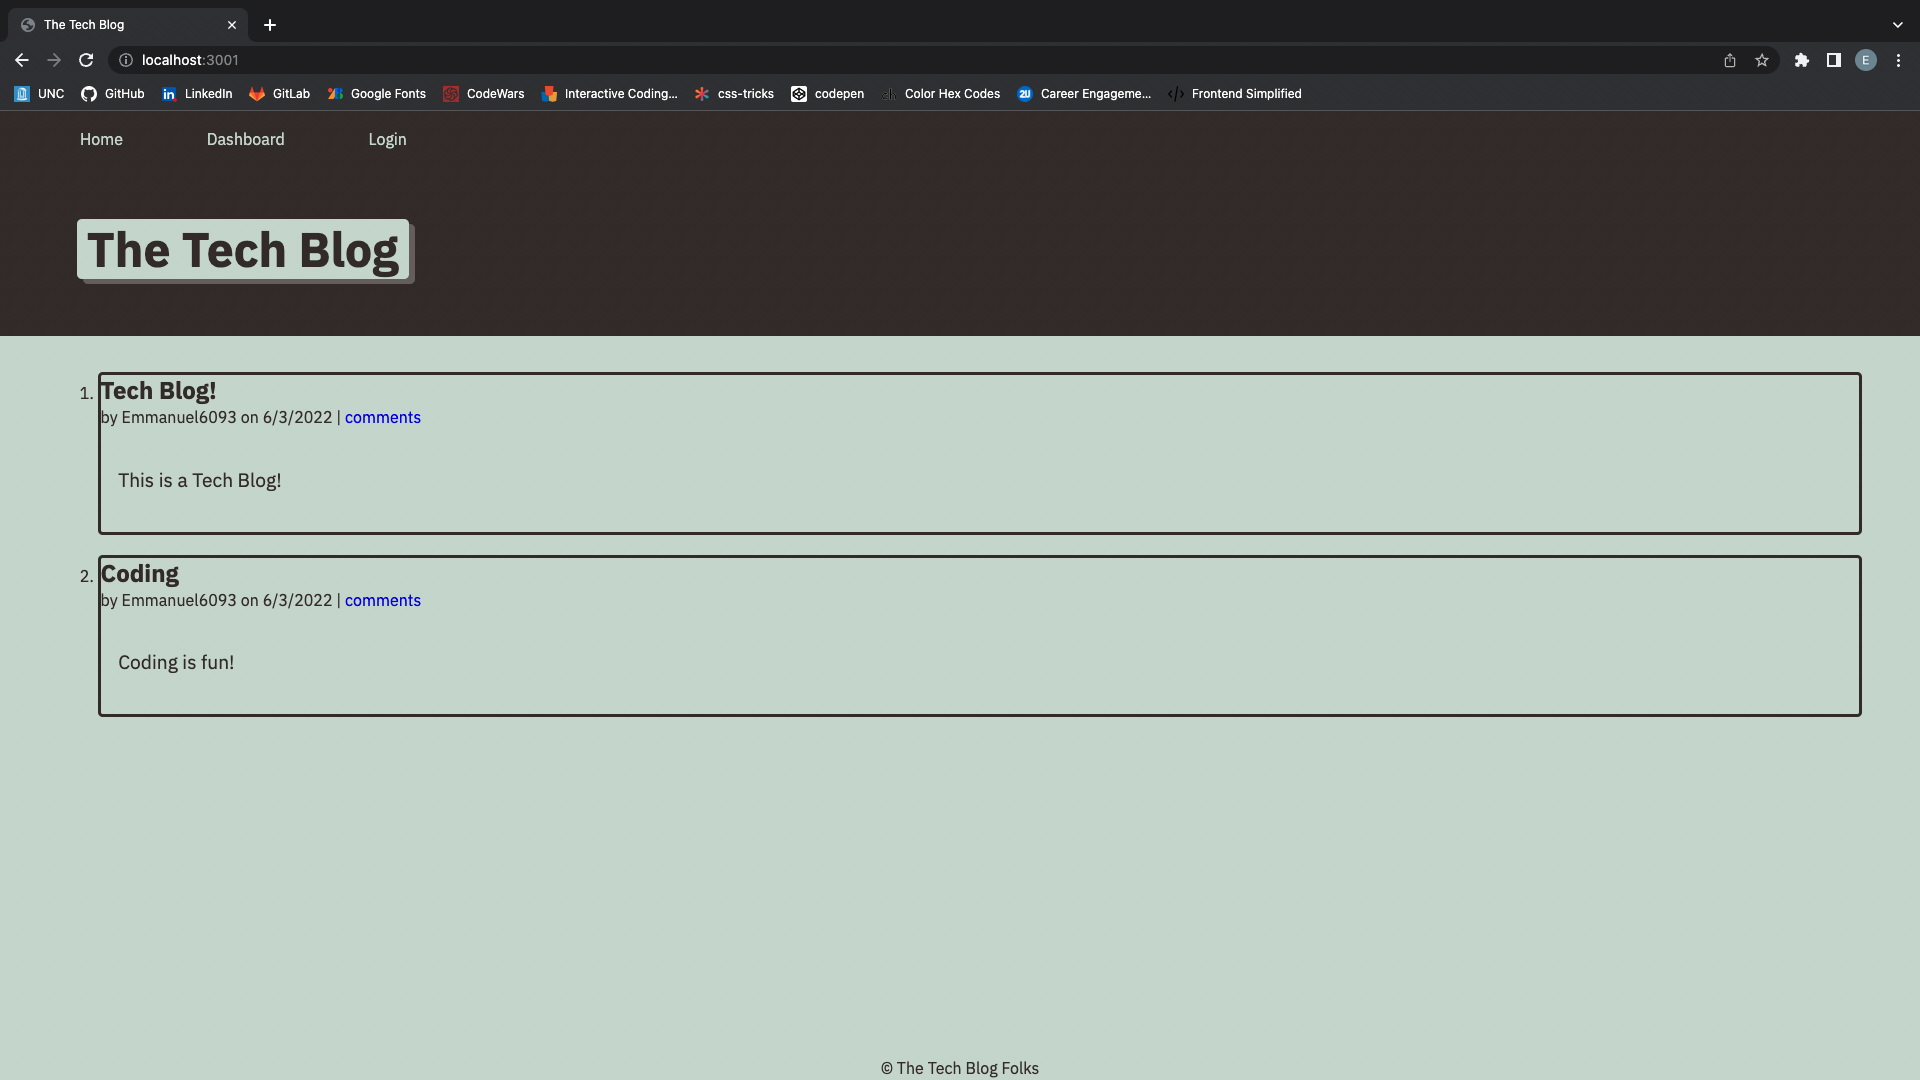 The Tech Blog
localhost:3001
E
UNC GitHub LinkedIn GitLab Google Fonts CodeWars Interactive Coding... css-tricks codepen Color Hex Codes Career Engageme... Frontend Simplified
Home Dashboard Login
The Tech Blog
1. Tech Blog!
by Emmanuel6093 on 6/3/2022 | comments
This is a Tech Blog!
2. Coding
by Emmanuel6093 on 6/3/2022 | comments
Coding is fun!
© The Tech Blog Folks